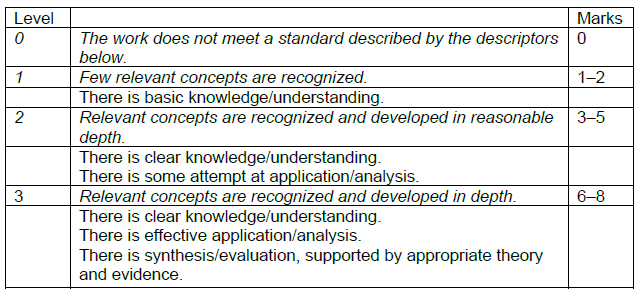 Level Marks
0 The work does not meet a standard described by the descriptors 0
below.
1 Few relevant concepts are recognized. 1–2
There is basic knowledge/understanding.
2 Relevant concepts are recognized and developed in reasonable 3–5
depth.
There is clear knowledge/understanding.
There is some attempt at application/analysis.
3 Relevant concepts are recognized and developed in depth. 6–8
There is clear knowledge/understanding.
There is effective application/analysis.
There is synthesis/evaluation, supported by appropriate theory
and evidence.